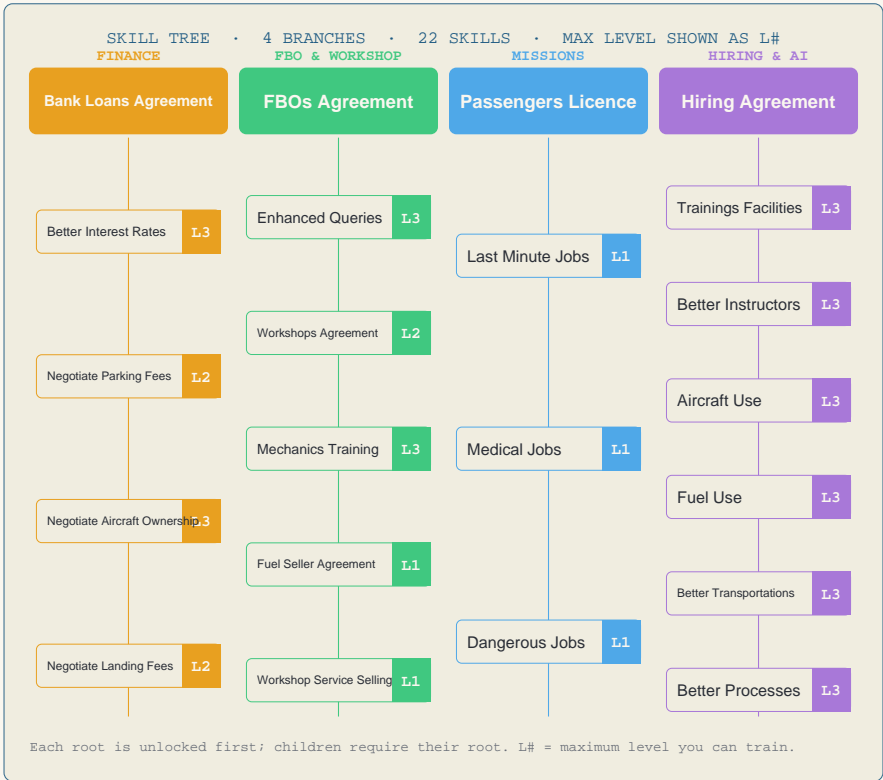 SKILL TREE · 4 BRANCHES · 22 SKILLS · MAX LEVEL SHOWN AS L#
FINANCE
Bank Loans Agreement
Better Interest Rates L3
Negotiate Parking Fees L2
Negotiate Aircraft Ownership L3
Negotiate Landing Fees L2
FBO & WORKSHOP
FBOs Agreement
Enhanced Queries L3
Workshops Agreement L2
Mechanics Training L3
Fuel Seller Agreement L1
Workshop Service Selling L1
MISSIONS
Passengers Licence
Last Minute Jobs L1
Medical Jobs L1
Dangerous Jobs L1
HIRING & AI
Hiring Agreement
Trainings Facilities L3
Better Instructors L3
Aircraft Use L3
Fuel Use L3
Better Transportations L3
Better Processes L3
Each root is unlocked first; children require their root. L# = maximum level you can train.